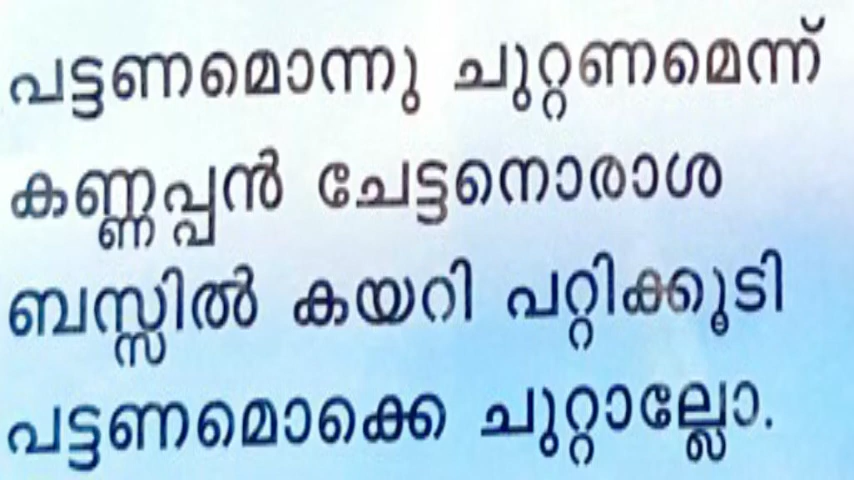 പട്ടണമൊന്നു ചുറ്റണമെന്ന്
കണ്ണപ്പൻ ചേട്ടനൊരാശ
ബസ്സിൽ കയറി പറ്റിക്കൂടി
പട്ടണമൊക്കെ ചുറ്റാല്ലോ.